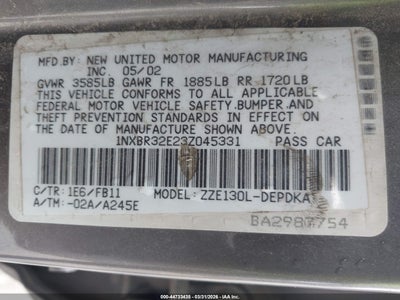 MFD.BY NEW UNITED MOTOR MANUFACTURING
INC. 05/02
GVWR 3585LB GAWR FR 1885LB RR 1720LB
THIS VEHICLE CONFORMS TO ALL APPLICABLE
FEDERAL MOTOR VEHICLE SAFETY,BUMPER,AND
THEFT PREVENTION STANDARDS IN EFFECT ON
THE DATE OF MANUFACTURE SHOWN ABOVE.
1NXBR32E23Z045331 PASS CAR
C/TR: 1E6/FB11 MODEL: ZZE130L-DEPDKA
A/TM: -02A/A245E
BA2987754
© 000-44733435 - 03/31/2026 - IAAI.COM